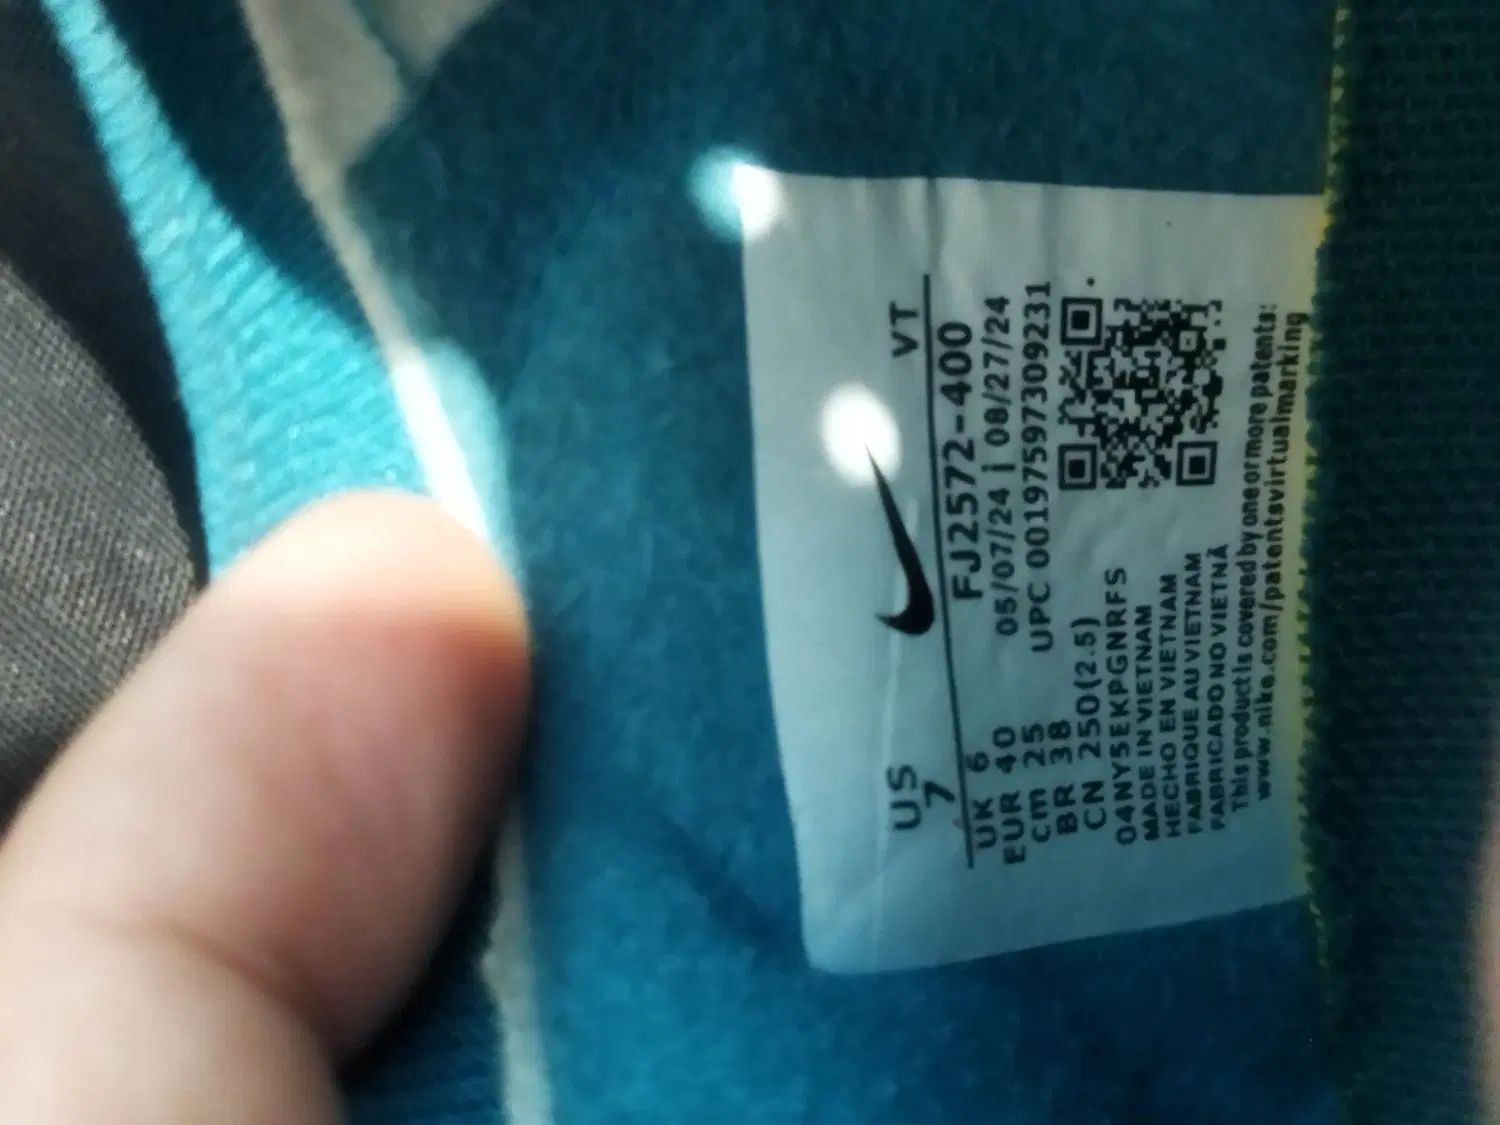 US 7 VT
UK 6
EUR 40
cm 25
BR 38
CN 250(2.5)
FJ2572-400
05/07/24 | 08/27/24
UPC 00197597309231
04NY5EKPGNRFS
MADE IN VIETNAM
HECHO EN VIETNAM
FABRIQUE AU VIETNAM
FABRICADO NO VIETNÃ
This product is covered by one or more patents:
www.nike.com/patentsvirtualmarking